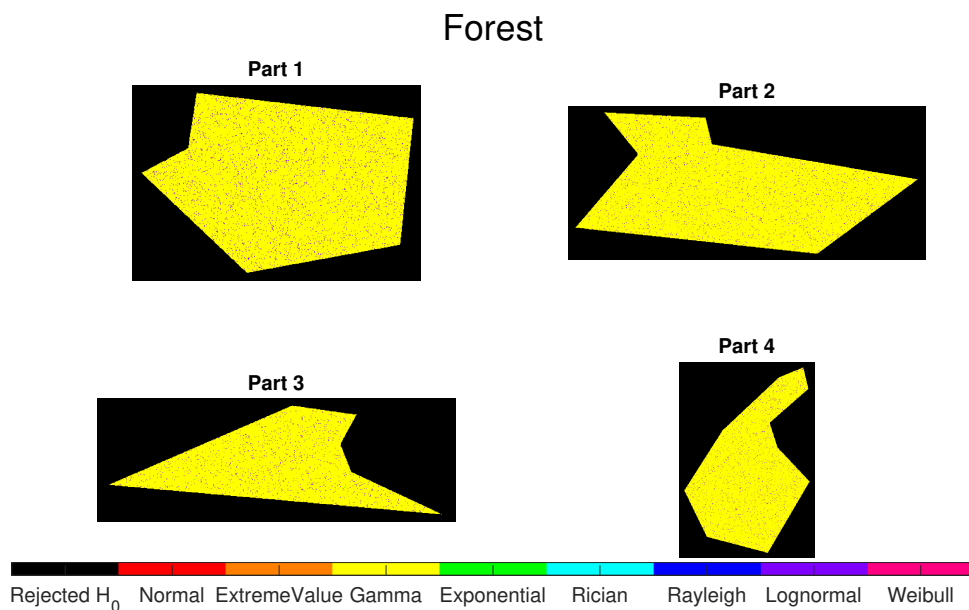 Forest
Part 1
Part 2
Part 3
Part 4
Rejected H0 Normal ExtremeValue Gamma Exponential Rician Rayleigh Lognormal Weibull